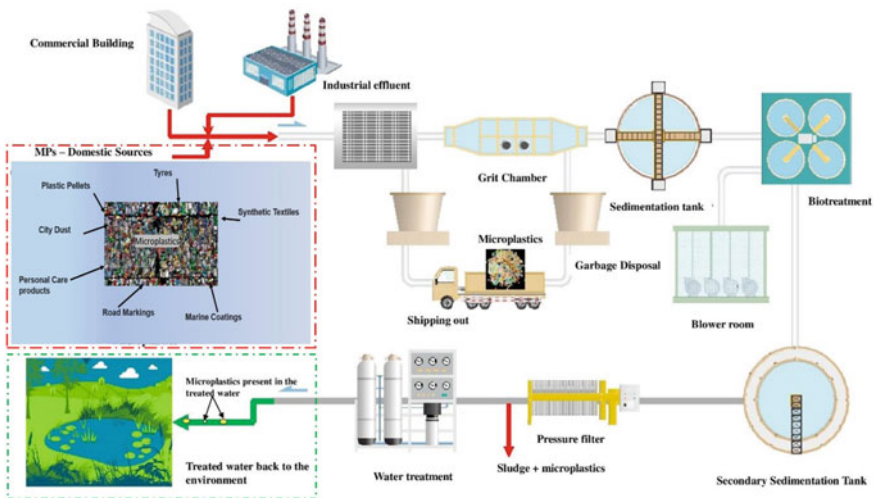 Commercial Building
Industrial effluent
MPs – Domestic Sources
Tyres
Plastic Pellets
Synthetic Textiles
City Dust
Microplastics
Personal Care
products
Road Markings
Marine Coatings
Grit Chamber
Sedimentation tank
Biotreatment
Microplastics
Garbage Disposal
Shipping out
Blower room
Microplastics present in the
treated water
Treated water back to the
environment
Water treatment
Pressure filter
Sludge + microplastics
Secondary Sedimentation Tank